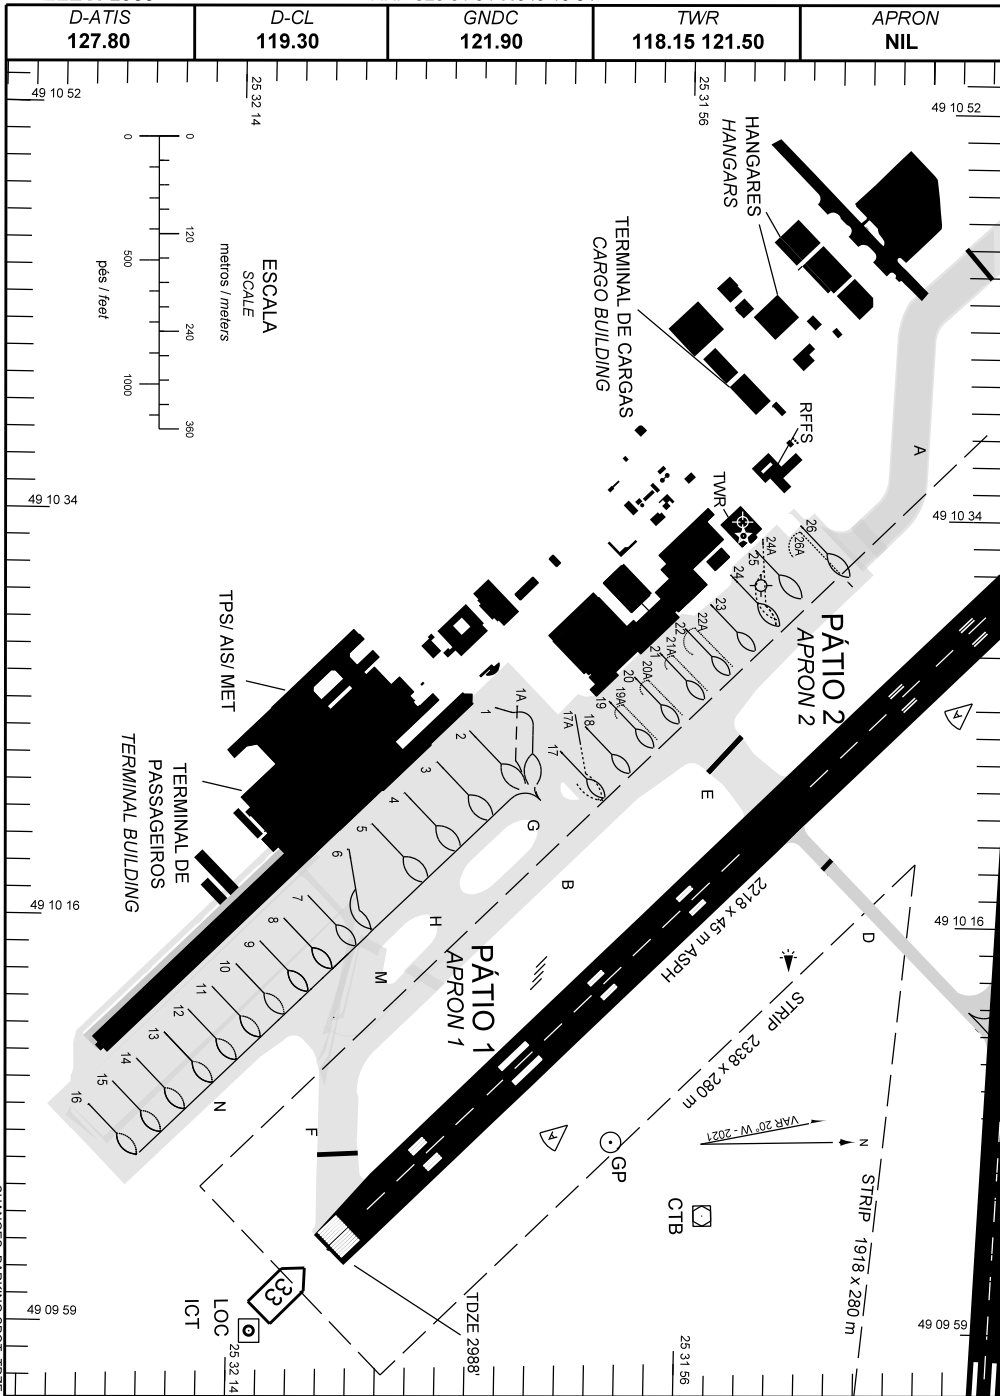 D-ATIS
127.80
D-CL
119.30
GNDC
121.90
TWR
118.15 121.50
APRON
NIL
49 10 52
25 32 14
25 31 56
49 10 52
0
500
1000
pés / feet
0
120
240
360
metros / meters
ESCALA
SCALE
HANGARES
HANGARS
TERMINAL DE CARGAS
CARGO BUILDING
RFFS
TWR
A
49 10 34
49 10 34
26
26A
24A
25
24
23
22A
22
21A
21
20A
20
19A
19
18
17A
17
PÁTIO 2
APRON 2
TPS/ AIS/ MET
TERMINAL DE
PASSAGEIROS
TERMINAL BUILDING
1A
1
2
3
4
5
6
7
8
9
10
11
12
13
14
15
16
A
E
G
B
H
M
D
N
F
PÁTIO 1
APRON 1
49 10 16
49 10 16
2218 x 45 m ASPH
STRIP 2338 x 280 m
VAR 20° W - 2021
N
STRIP 1918 x 280 m
A
GP
CTB
33
LOC
ICT
TDZE 2988'
49 09 59
49 09 59
25 32 14
25 31 56